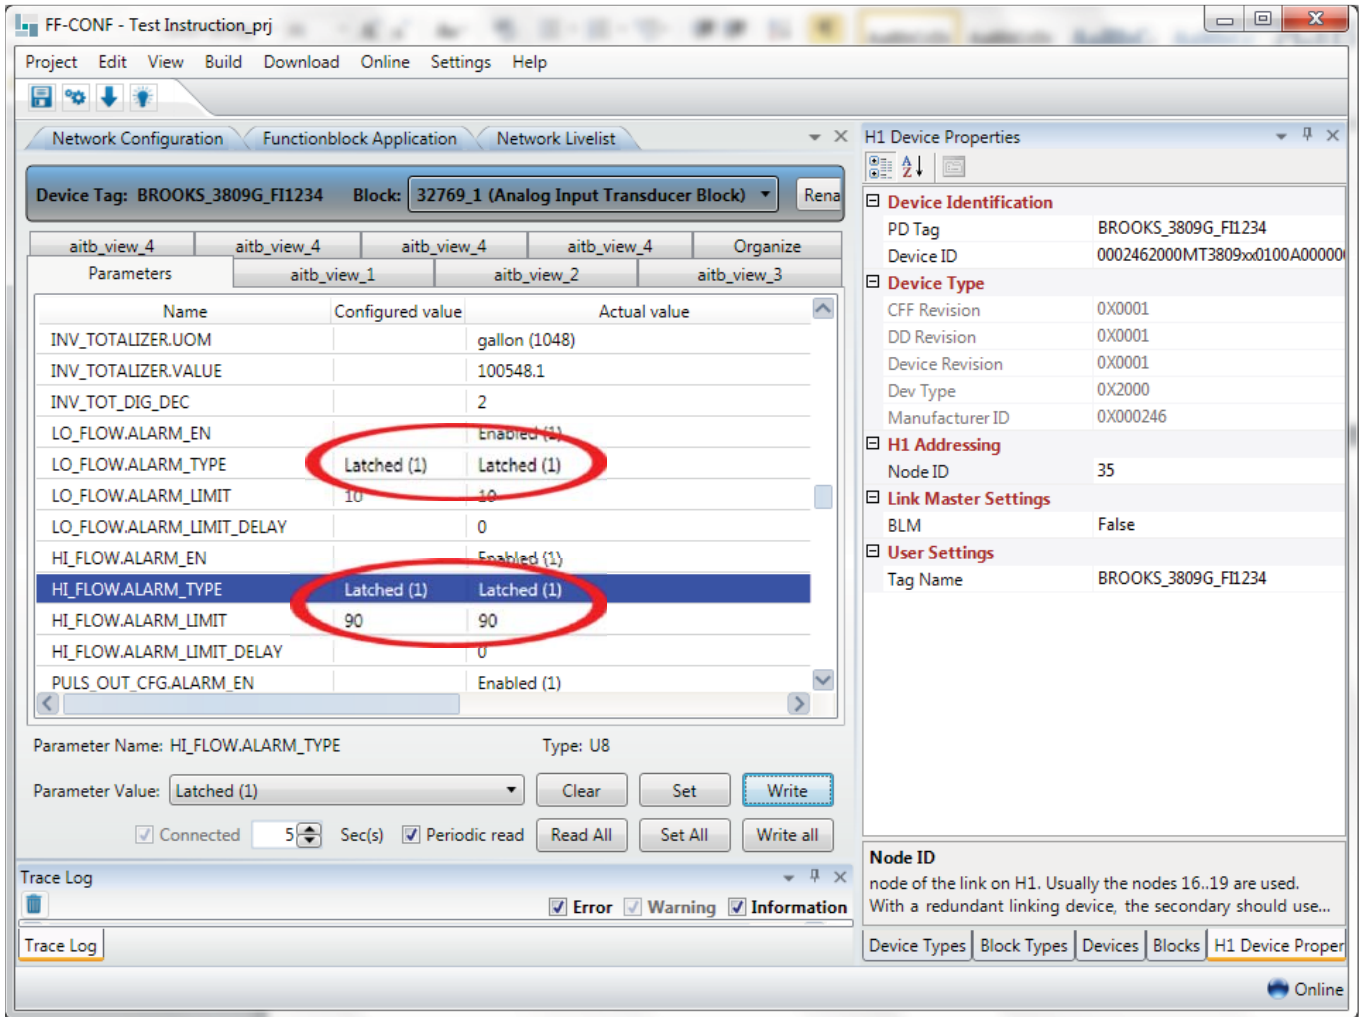 FF-CONF - Test Instruction_prj
Project Edit View Build Download Online Settings Help
Network Configuration Functionblock Application Network Livelist
Device Tag: BROOKS_3809G_FI1234 Block: 32769_1 (Analog Input Transducer Block) Rena
aitb_view_4 aitb_view_4 aitb_view_4 aitb_view_4 Organize
Parameters aitb_view_1 aitb_view_2 aitb_view_3
Name Configured value Actual value
INV_TOTALIZER.UOM gallon (1048)
INV_TOTALIZER.VALUE 100548.1
INV_TOT_DIG_DEC 2
LO_FLOW.ALARM_EN Enabled (1)
LO_FLOW.ALARM_TYPE Latched (1) Latched (1)
LO_FLOW.ALARM_LIMIT 10 10
LO_FLOW.ALARM_LIMIT_DELAY 0
HI_FLOW.ALARM_EN Enabled (1)
HI_FLOW.ALARM_TYPE Latched (1) Latched (1)
HI_FLOW.ALARM_LIMIT 90 90
HI_FLOW.ALARM_LIMIT_DELAY 0
PULS_OUT_CFG.ALARM_EN Enabled (1)
Parameter Name: HI_FLOW.ALARM_TYPE Type: U8
Parameter Value: Latched (1) Clear Set Write
Connected 5 Sec(s) Periodic read Read All Set All Write all
Trace Log
Error Warning Information
Trace Log
H1 Device Properties
Device Identification
PD Tag BROOKS_3809G_FI1234
Device ID 0002462000MT3809xx0100A00000
Device Type
CFF Revision 0X0001
DD Revision 0X0001
Device Revision 0X0001
Dev Type 0X2000
Manufacturer ID 0X000246
H1 Addressing
Node ID 35
Link Master Settings
BLM False
User Settings
Tag Name BROOKS_3809G_FI1234
Node ID
node of the link on H1. Usually the nodes 16..19 are used.
With a redundant linking device, the secondary should use...
Device Types Block Types Devices Blocks H1 Device Proper
Online